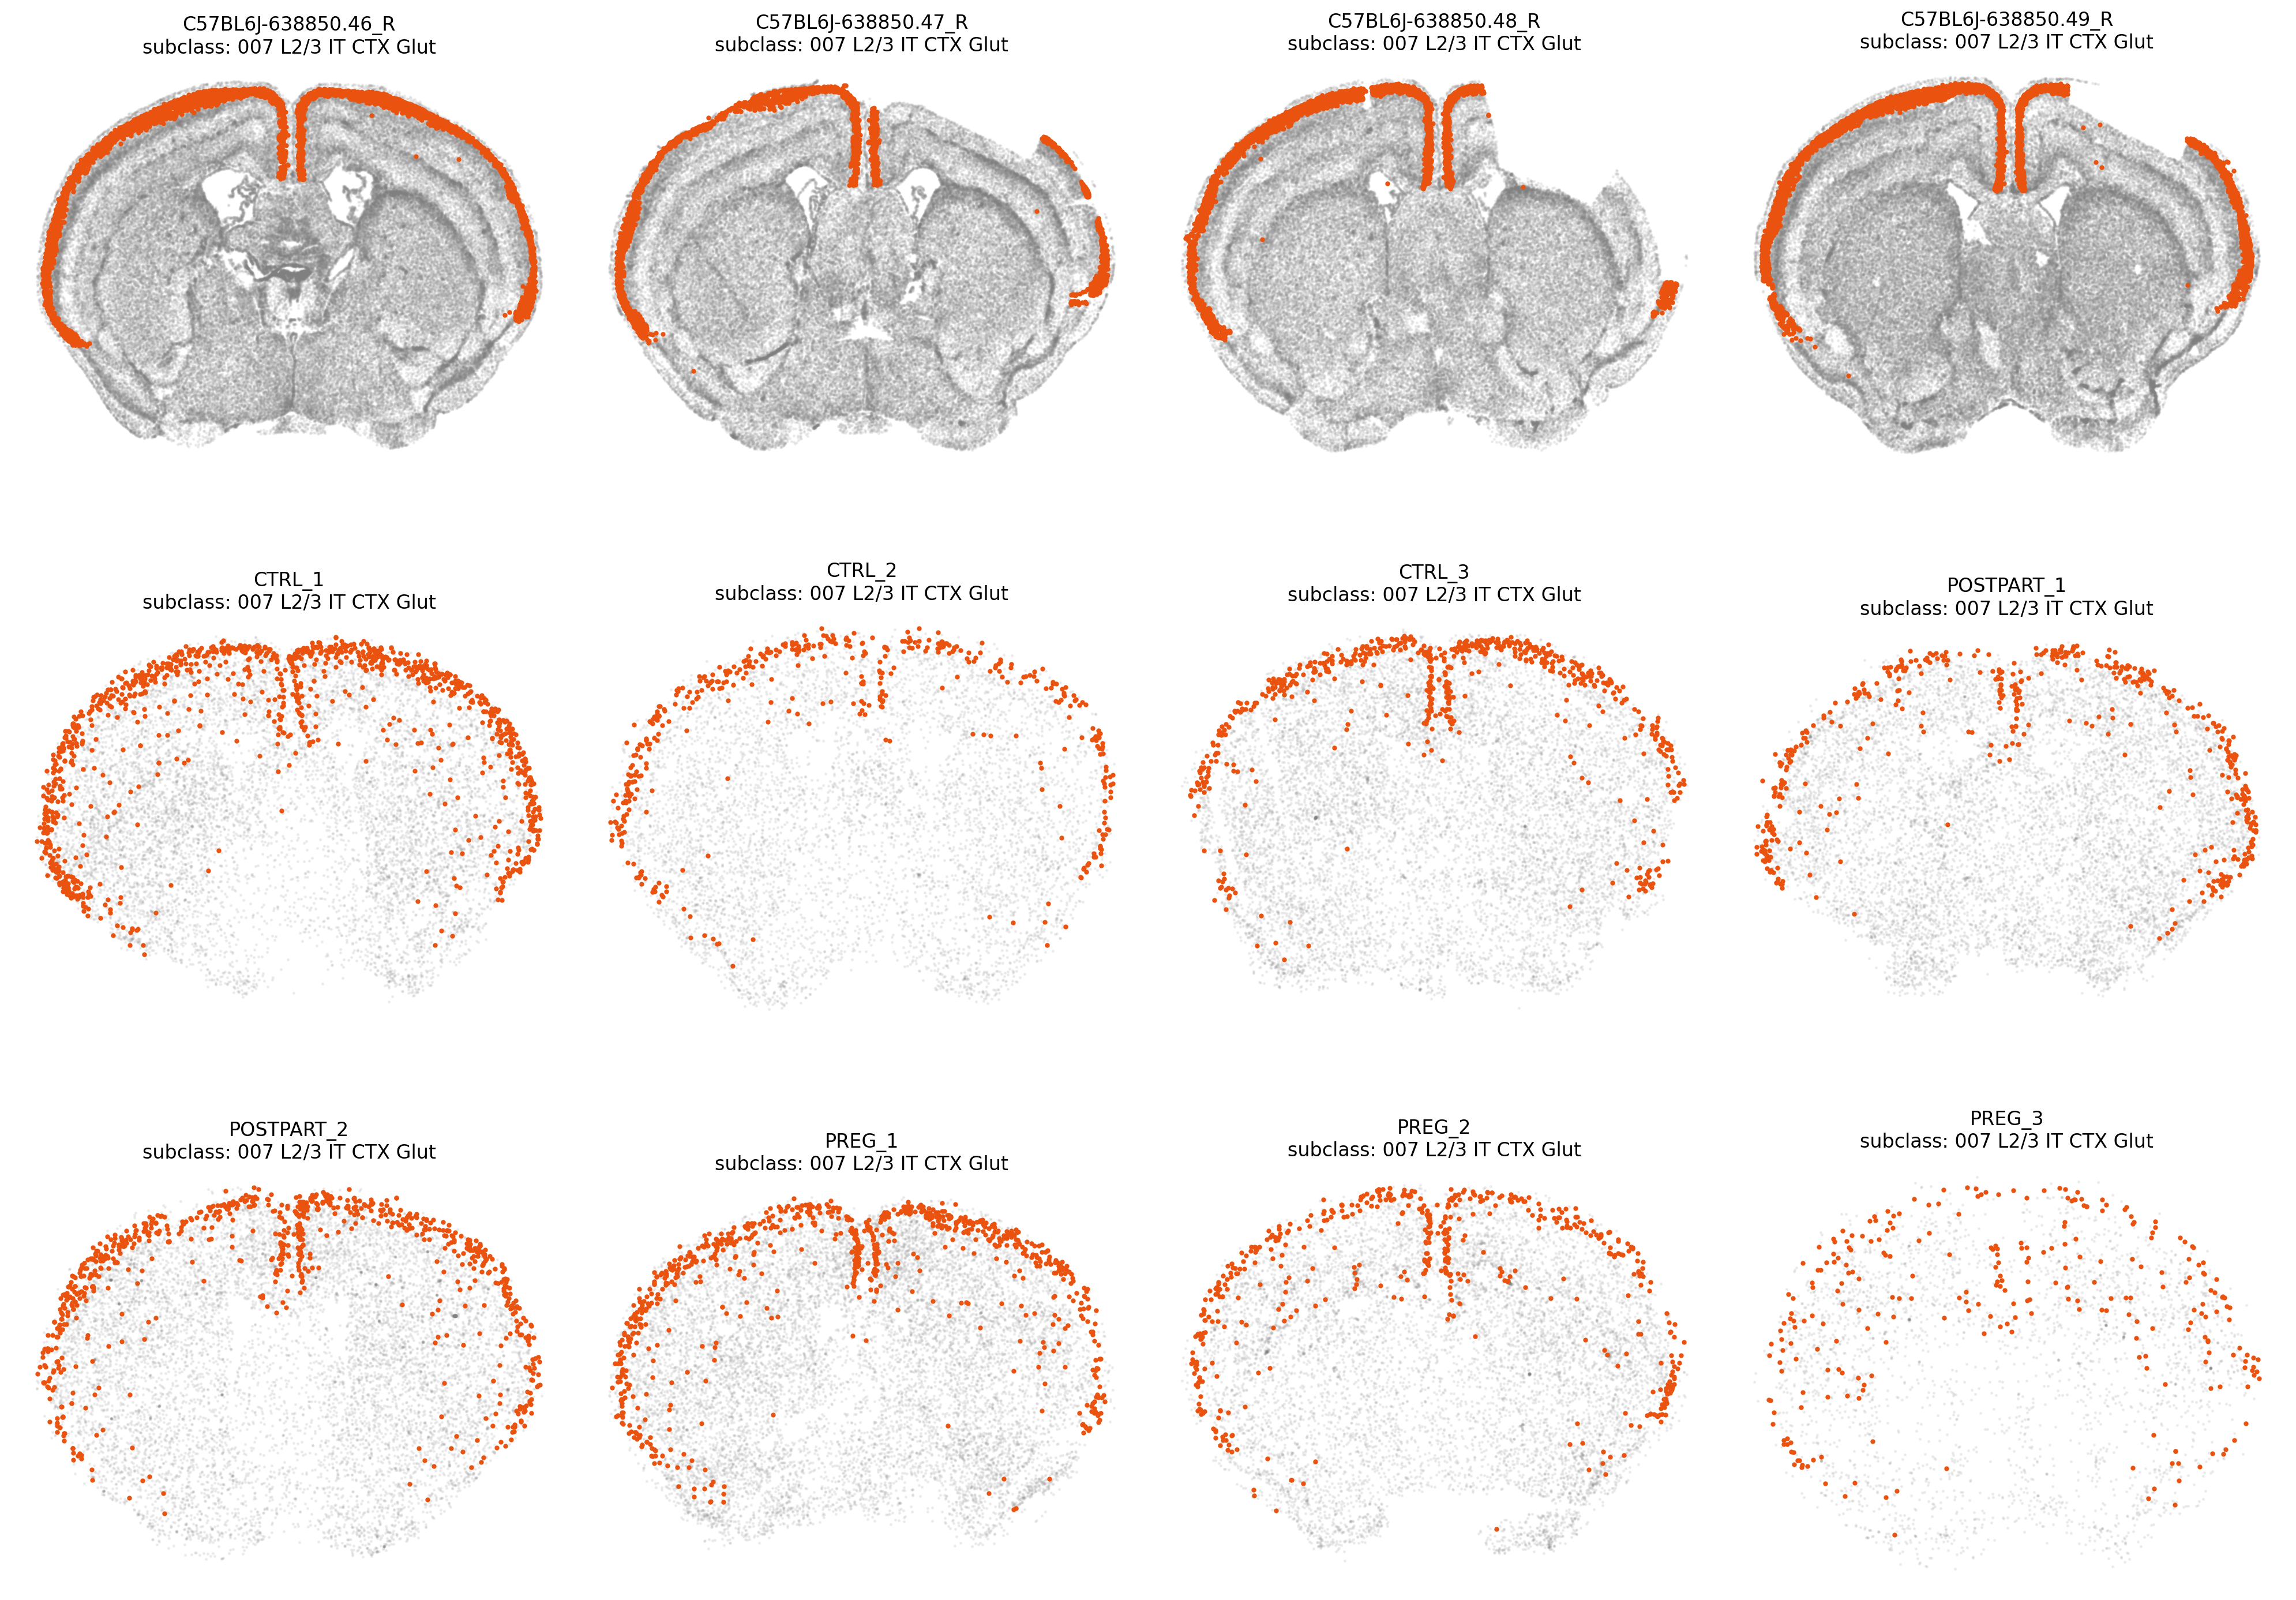 C57BL6J-638850.46_R
subclass: 007 L2/3 IT CTX Glut
C57BL6J-638850.47_R
subclass: 007 L2/3 IT CTX Glut
C57BL6J-638850.48_R
subclass: 007 L2/3 IT CTX Glut
C57BL6J-638850.49_R
subclass: 007 L2/3 IT CTX Glut
CTRL_1
subclass: 007 L2/3 IT CTX Glut
CTRL_2
subclass: 007 L2/3 IT CTX Glut
CTRL_3
subclass: 007 L2/3 IT CTX Glut
POSTPART_1
subclass: 007 L2/3 IT CTX Glut
POSTPART_2
subclass: 007 L2/3 IT CTX Glut
PREG_1
subclass: 007 L2/3 IT CTX Glut
PREG_2
subclass: 007 L2/3 IT CTX Glut
PREG_3
subclass: 007 L2/3 IT CTX Glut